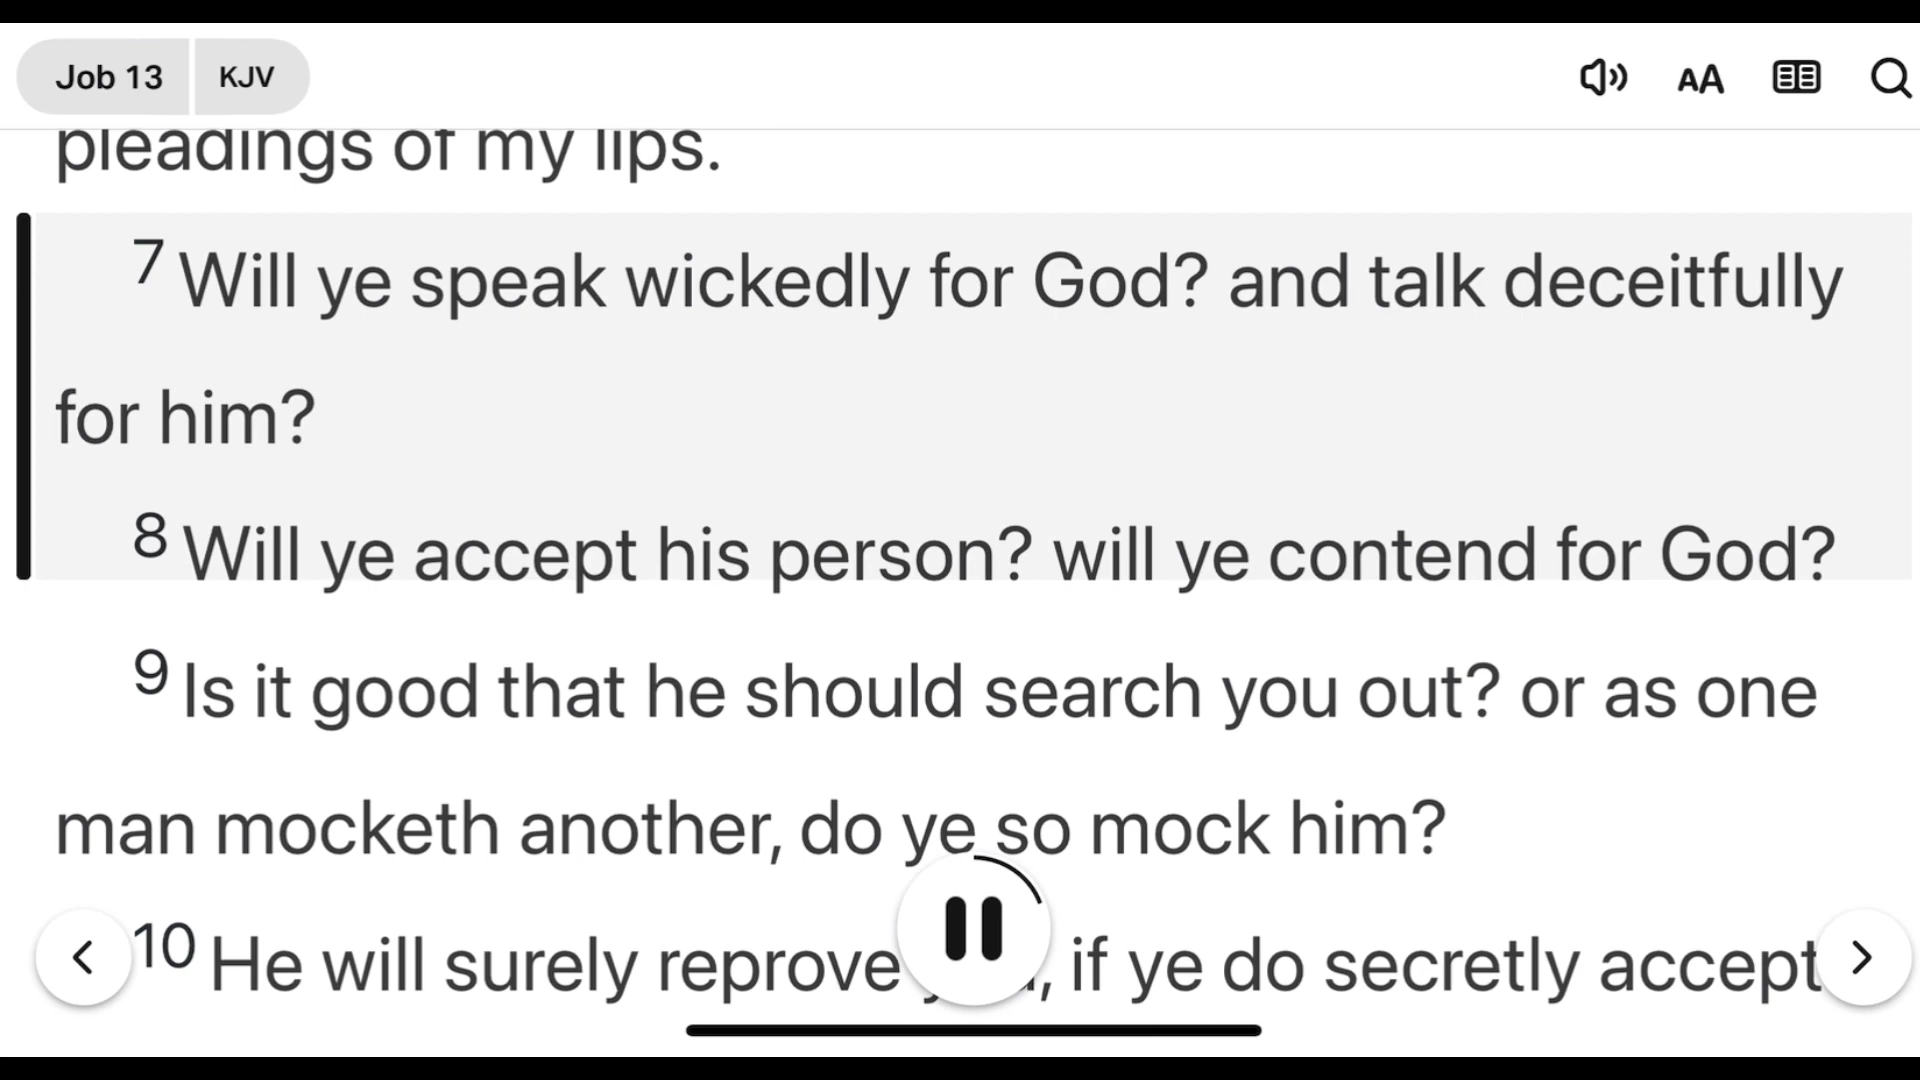 Job 13 KJV AA
pleadings of my lips.
7 Will ye speak wickedly for God? and talk deceitfully
for him?
8 Will ye accept his person? will ye contend for God?
9 Is it good that he should search you out? or as one
man mocketh another, do ye so mock him?
10 He will surely reprove , if ye do secretly accept